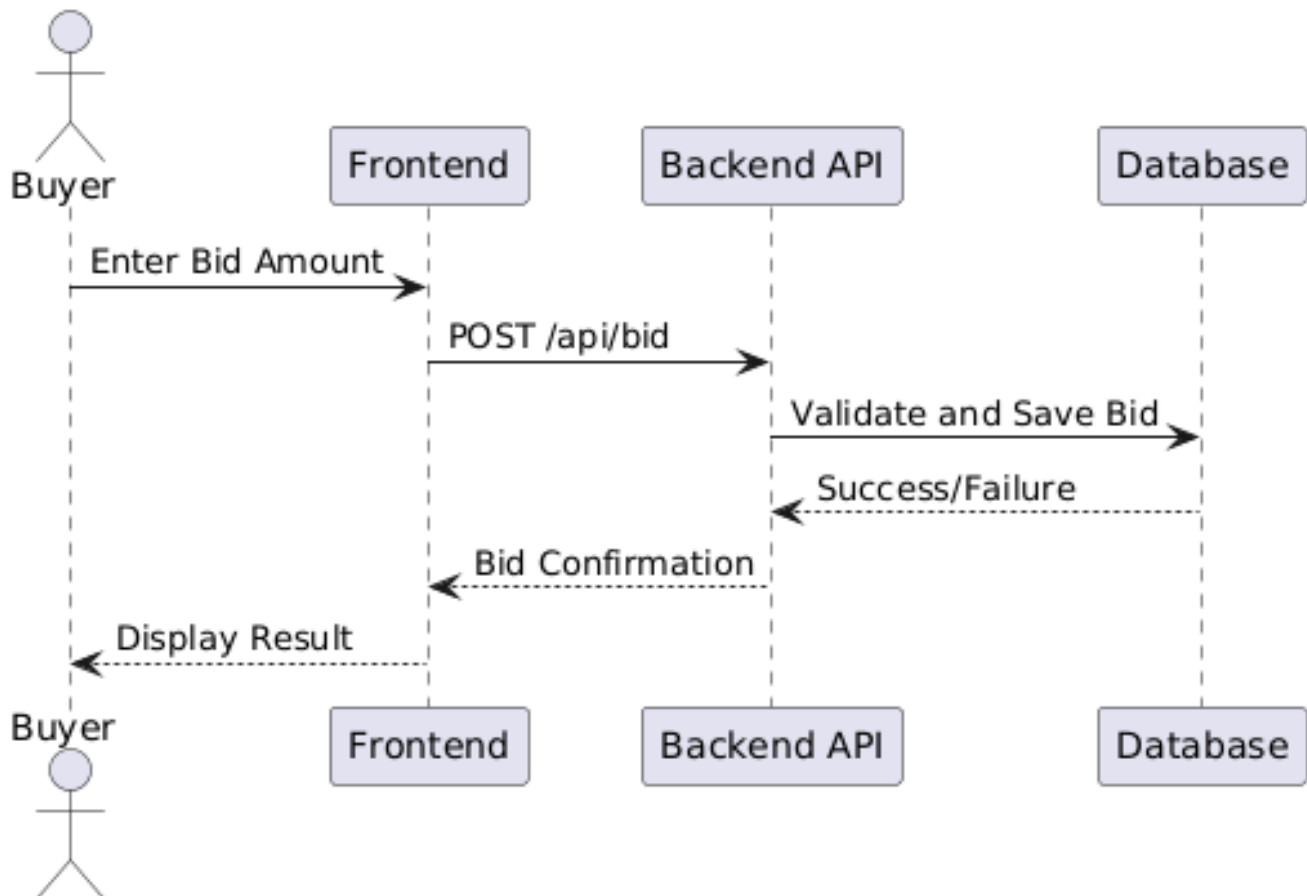 Buyer
Frontend
Backend API
Database
Enter Bid Amount
POST /api/bid
Validate and Save Bid
Success/Failure
Bid Confirmation
Display Result
Buyer
Frontend
Backend API
Database